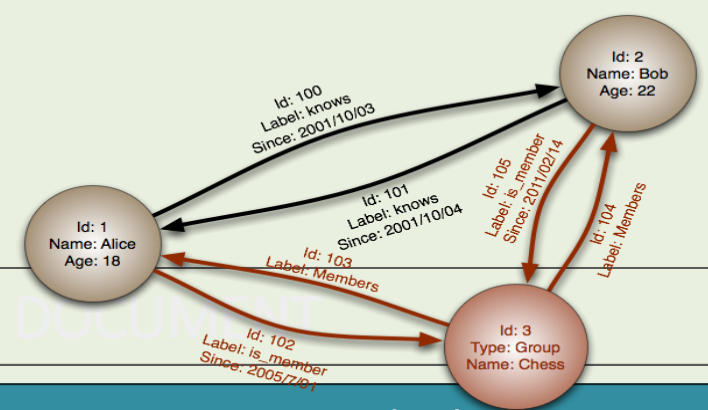 Id: 2
Name: Bob
Age: 22
Id: 100
Label: knows
Since: 2001/10/03
Id: 101
Label: knows
Since: 2001/10/04
Id: 105
Label: is_member
Since: 2011/02/14
Id: 104
Label: Members
Id: 1
Name: Alice
Age: 18
Id: 103
Label: Members
DOCUMENT
Id: 102
Label: is_member
Since: 2005/7/01
Id: 3
Type: Group
Name: Chess